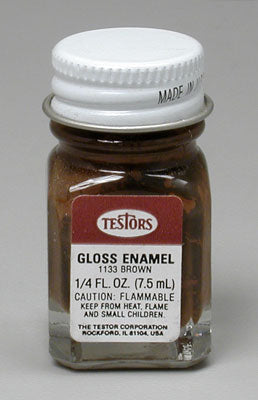 MADE IN
TESTORS
GLOSS ENAMEL
1133 BROWN
1/4 FL. OZ. (7.5 mL)
CAUTION: FLAMMABLE
KEEP FROM HEAT, FLAME
AND SMALL CHILDREN.
THE TESTOR CORPORATION
ROCKFORD, IL 61104, USA